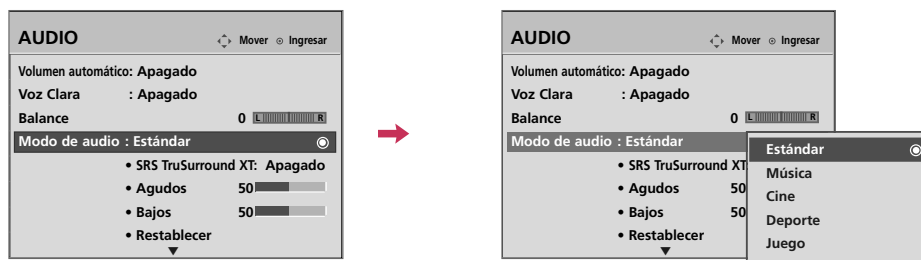 AUDIO Mover Ingresar
Volumen automático: Apagado
Voz Clara : Apagado
Balance 0 L R
Modo de audio : Estándar
• SRS TruSurround XT: Apagado
• Agudos 50
• Bajos 50
• Restablecer
AUDIO Mover Ingresar
Volumen automático: Apagado
Voz Clara : Apagado
Balance 0 L R
Modo de audio : Estándar
• SRS TruSurround XT
• Agudos 50
• Bajos 50
• Restablecer
Estándar
Música
Cine
Deporte
Juego